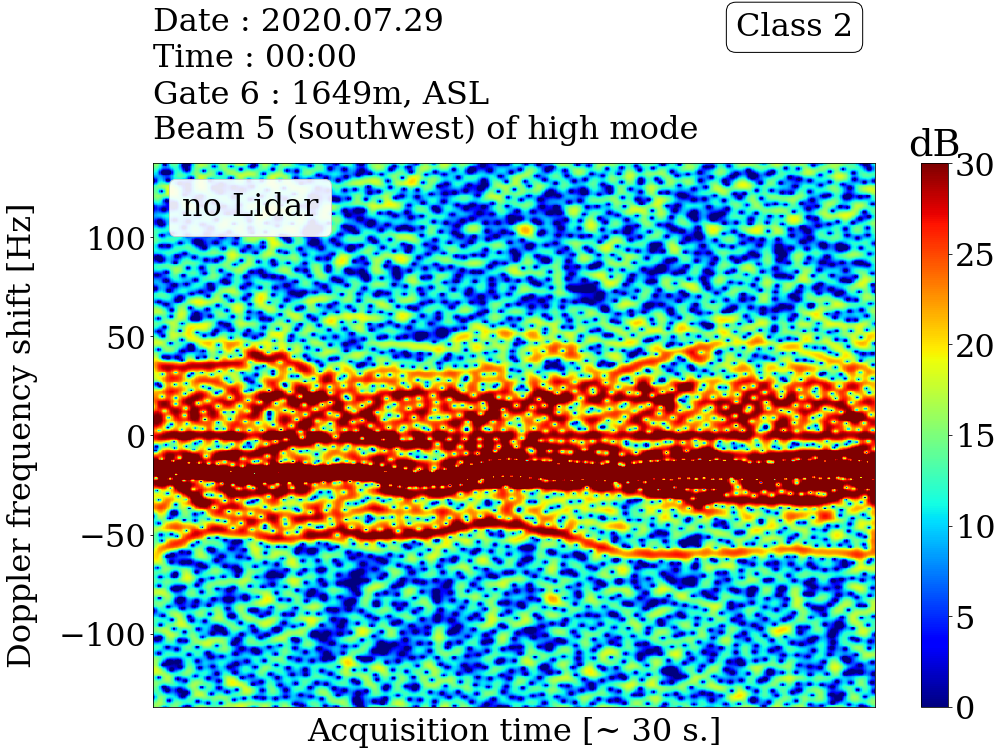 Date : 2020.07.29
Time : 00:00
Gate 6 : 1649m, ASL
Beam 5 (southwest) of high mode
Class 2
dB
no Lidar
Doppler frequency shift [Hz]
100
50
0
−50
−100
30
25
20
15
10
5
0
Acquisition time [~ 30 s.]